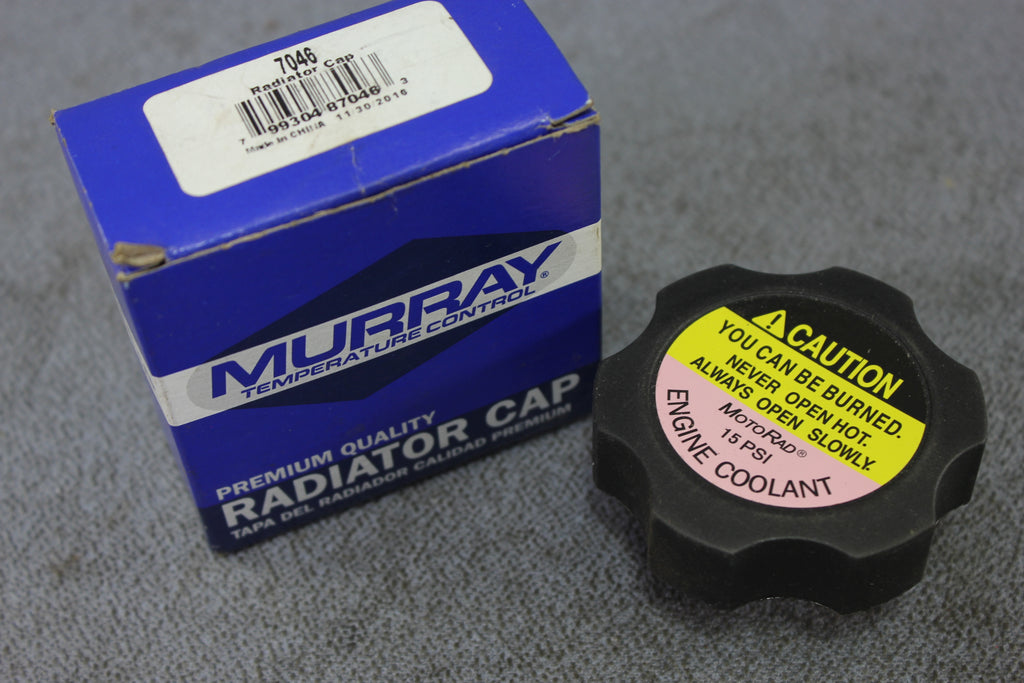 7046
Radiator Cap
7 99304 87046 3
Made in CHINA 11 30 2016
MURRAY®
TEMPERATURE CONTROL
PREMIUM QUALITY
RADIATOR CAP
TAPA DEL RADIADOR CALIDAD PREMIUM
CAUTION
YOU CAN BE BURNED.
NEVER OPEN HOT.
ALWAYS OPEN SLOWLY.
MOTORAD®
15 PSI
ENGINE COOLANT